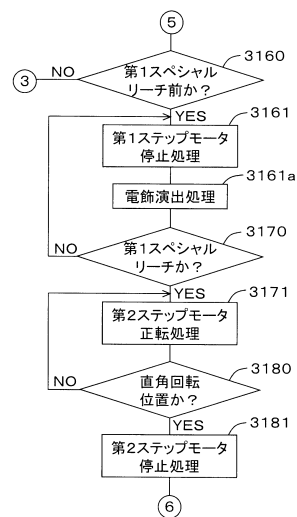 ⑤
3160
NO
③
第1スペシャル
リーチ前か?
YES
3161
第1ステップモータ
停止処理
3161a
電飾演出処理
3170
NO
第1スペシャル
リーチか?
YES
3171
第2ステップモータ
正転処理
3180
NO
直角回転
位置か?
YES
3181
第2ステップモータ
停止処理
⑥